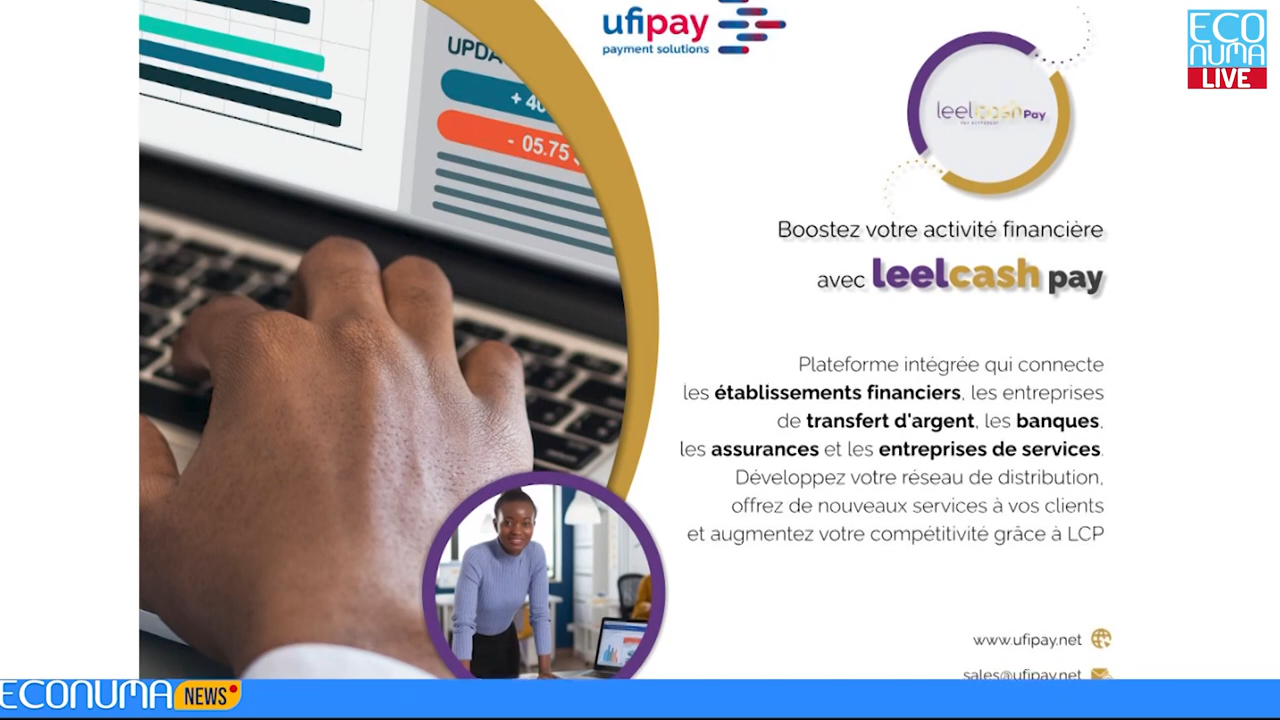 ufipay
payment solutions
ECO
NUMA
LIVE
UPDA
+ 40
- 05.75
leelcash Pay
Boostez votre activité financière
avec leelcash pay
Plateforme intégrée qui connecte
les établissements financiers, les entreprises
de transfert d'argent, les banques,
les assurances et les entreprises de services.
Développez votre réseau de distribution,
offrez de nouveaux services à vos clients
et augmentez votre compétitivité grâce à LCP
www.ufipay.net
sales@ufipay.net
ECONUMA NEWS